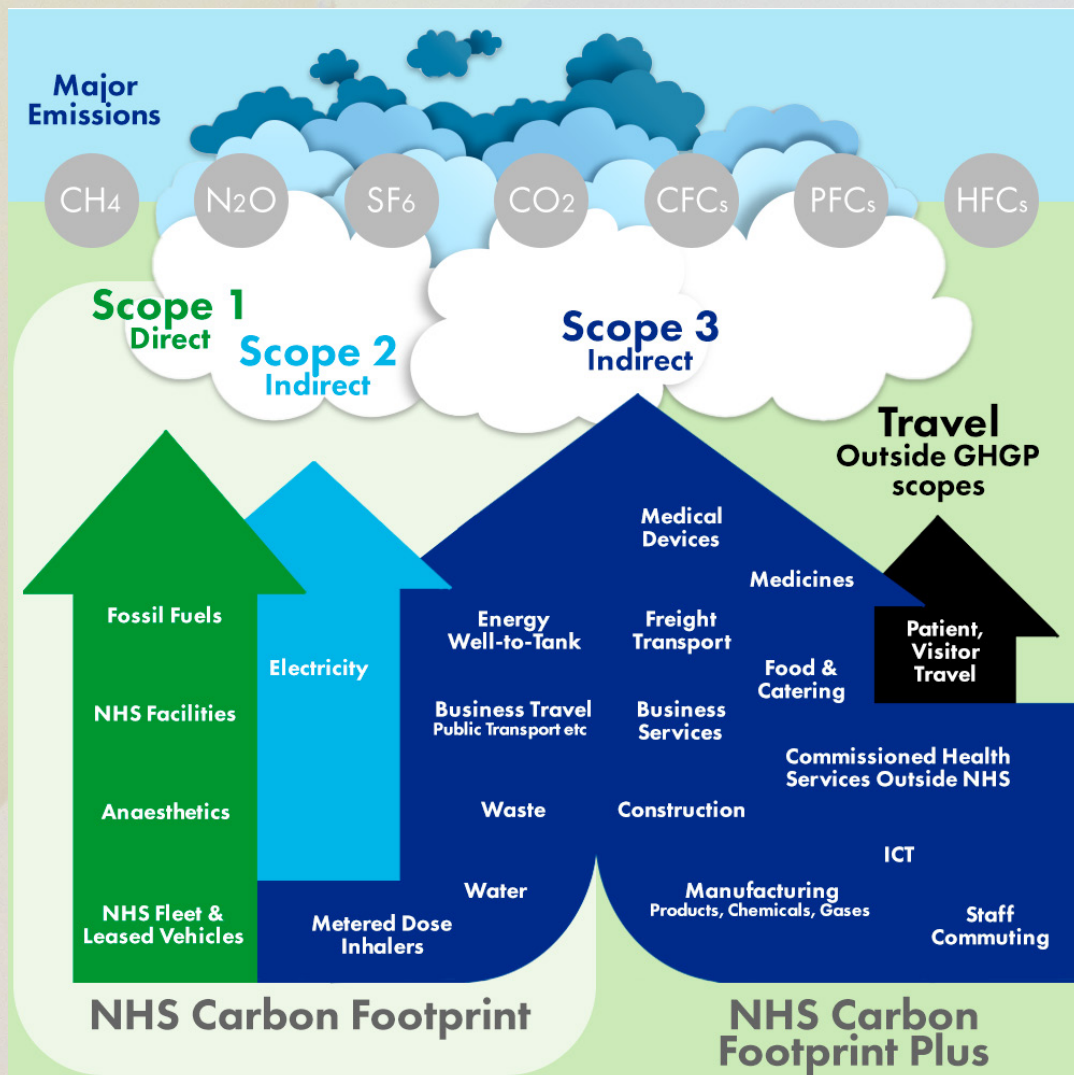 Major
Emissions
CH4
N2O
SF6
CO2
CFCs
PFCs
HFCs
Scope 1
Direct
Scope 2
Indirect
Scope 3
Indirect
Travel
Outside GHGP
scopes
Fossil Fuels
NHS Facilities
Anaesthetics
NHS Fleet &
Leased Vehicles
Electricity
Energy
Well-to-Tank
Business Travel
Public Transport etc
Waste
Water
Metered Dose
Inhalers
Medical
Devices
Medicines
Freight
Transport
Food &
Catering
Business
Services
Commissioned Health
Services Outside NHS
Construction
ICT
Manufacturing
Products, Chemicals, Gases
Staff
Commuting
Patient,
Visitor
Travel
NHS Carbon Footprint
NHS Carbon
Footprint Plus